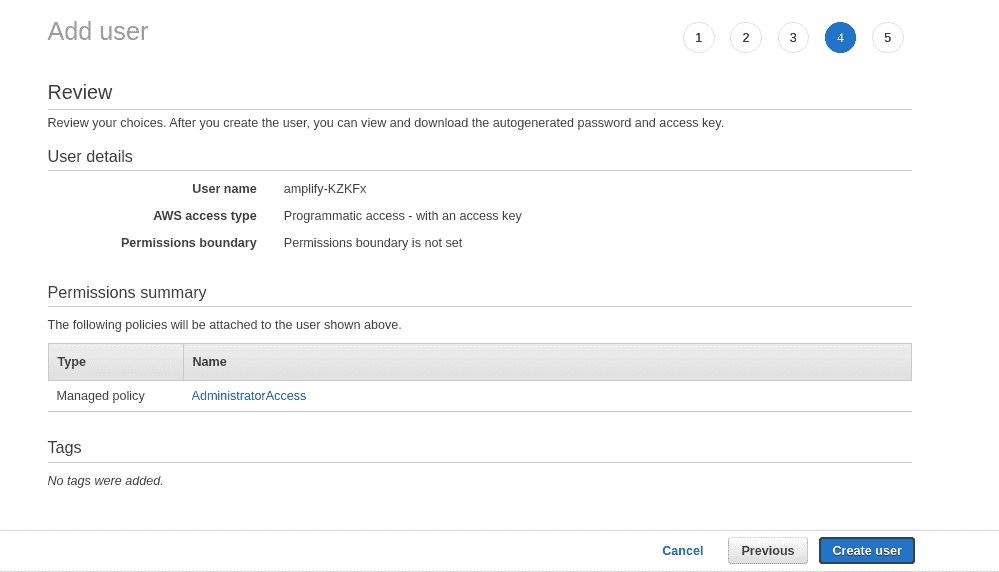 Add user
1 2 3 4 5
Review
Review your choices. After you create the user, you can view and download the autogenerated password and access key.
User details
User name amplify-KZKFx
AWS access type Programmatic access - with an access key
Permissions boundary Permissions boundary is not set
Permissions summary
The following policies will be attached to the user shown above.
Type Name
Managed policy AdministratorAccess
Tags
No tags were added.
Cancel Previous Create user